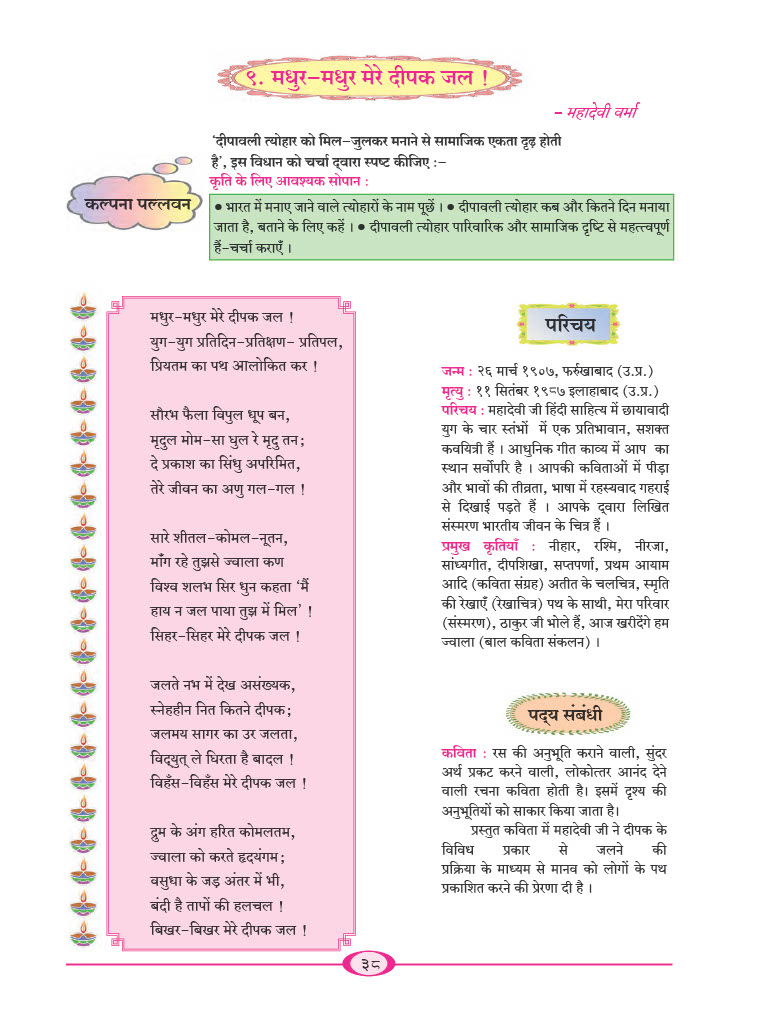 ९. मधुर-मधुर मेरे दीपक जल !
- महादेवी वर्मा
‘दीपावली त्योहार को मिल-जुलकर मनाने से सामाजिक एकता दृढ़ होती
है’, इस विधान को चर्चा द्‌वारा स्पष्ट कीजिए :-
कृति के लिए आवश्यक सोपान :
कल्पना पल्लवन
● भारत में मनाए जाने वाले त्योहारों के नाम पूछें । ● दीपावली त्योहार कब और कितने दिन मनाया
जाता है, बताने के लिए कहें । ● दीपावली त्योहार पारिवारिक और सामाजिक दृष्टि से महत्त्वपूर्ण
हैं-चर्चा कराएँ ।
मधुर-मधुर मेरे दीपक जल !
युग-युग प्रतिदिन-प्रतिक्षण- प्रतिपल,
प्रियतम का पथ आलोकित कर !
सौरभ फैला विपुल धूप बन,
मृदुल मोम-सा घुल रे मृदु तन;
दे प्रकाश का सिंधु अपरिमित,
तेरे जीवन का अणु गल-गल !
सारे शीतल-कोमल-नूतन,
माँग रहे तुझसे ज्वाला कण
विश्व शलभ सिर धुन कहता ‘मैं
हाय न जल पाया तुझ में मिल’ !
सिहर-सिहर मेरे दीपक जल !
जलते नभ में देख असंख्यक,
स्नेहहीन नित कितने दीपक;
जलमय सागर का उर जलता,
विद्‌युत् ले घिरता है बादल !
विहँस-विहँस मेरे दीपक जल !
द्रुम के अंग हरित कोमलतम,
ज्वाला को करते हृदयंगम;
वसुधा के जड़ अंतर में भी,
बंदी है तापों की हलचल !
बिखर-बिखर मेरे दीपक जल !
परिचय
जन्म : २६ मार्च १९०७, फर्रुखाबाद (उ.प्र.)
मृत्यु : ११ सितंबर १९८७ इलाहाबाद (उ.प्र.)
परिचय : महादेवी जी हिंदी साहित्य में छायावादी
युग के चार स्तंभों में एक प्रतिभावान, सशक्त
कवयित्री हैं । आधुनिक गीत काव्य में आप का
स्थान सर्वोपरि है । आपकी कविताओं में पीड़ा
और भावों की तीव्रता, भाषा में रहस्यवाद गहराई
से दिखाई पड़ते हैं । आपके द्‌वारा लिखित
संस्मरण भारतीय जीवन के चित्र हैं ।
प्रमुख कृतियाँ : नीहार, रश्मि, नीरजा,
सांध्यगीत, दीपशिखा, सप्तपर्णा, प्रथम आयाम
आदि (कविता संग्रह) अतीत के चलचित्र, स्मृति
की रेखाएँ (रेखाचित्र) पथ के साथी, मेरा परिवार
(संस्मरण), ठाकुर जी भोले हैं, आज खरीदेंगे हम
ज्वाला (बाल कविता संकलन) ।
पद्‌य संबंधी
कविता : रस की अनुभूति कराने वाली, सुंदर
अर्थ प्रकट करने वाली, लोकोत्तर आनंद देने
वाली रचना कविता होती है। इसमें दृश्य की
अनुभूतियों को साकार किया जाता है।
प्रस्तुत कविता में महादेवी जी ने दीपक के
विविध प्रकार से जलने की
प्रक्रिया के माध्यम से मानव को लोगों के पथ
प्रकाशित करने की प्रेरणा दी है ।
३८